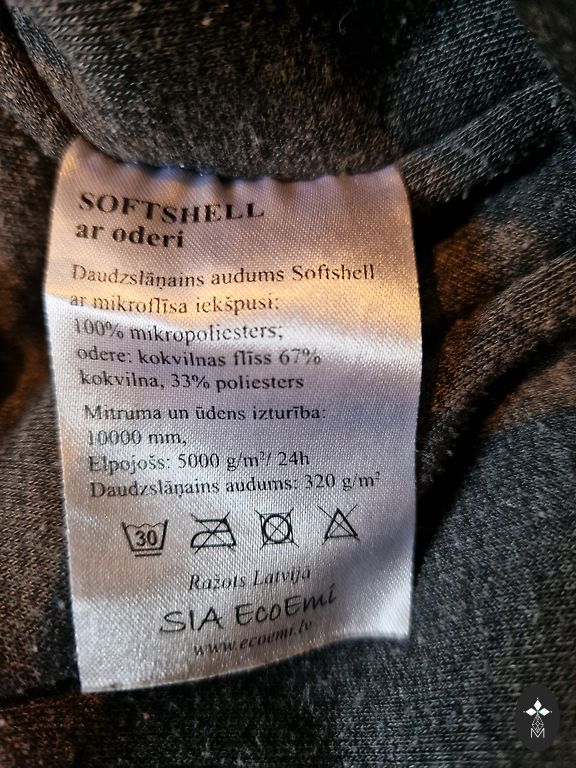 SOFTSHELL
ar oderi
Daudzslāņains audums Softshell
ar mikroflīsa iekšpusi:
100% mikropoliesters;
odere: kokvilnas flīss 67%
kokvilna, 33% poliesters
Mitruma un ūdens izturība:
10000 mm,
Elpojošs: 5000 g/m²/ 24h
Daudzslāņains audums: 320 g/m²
30
Ražots Latvijā
SIA EcoEmi
www.ecoemi.lv
M